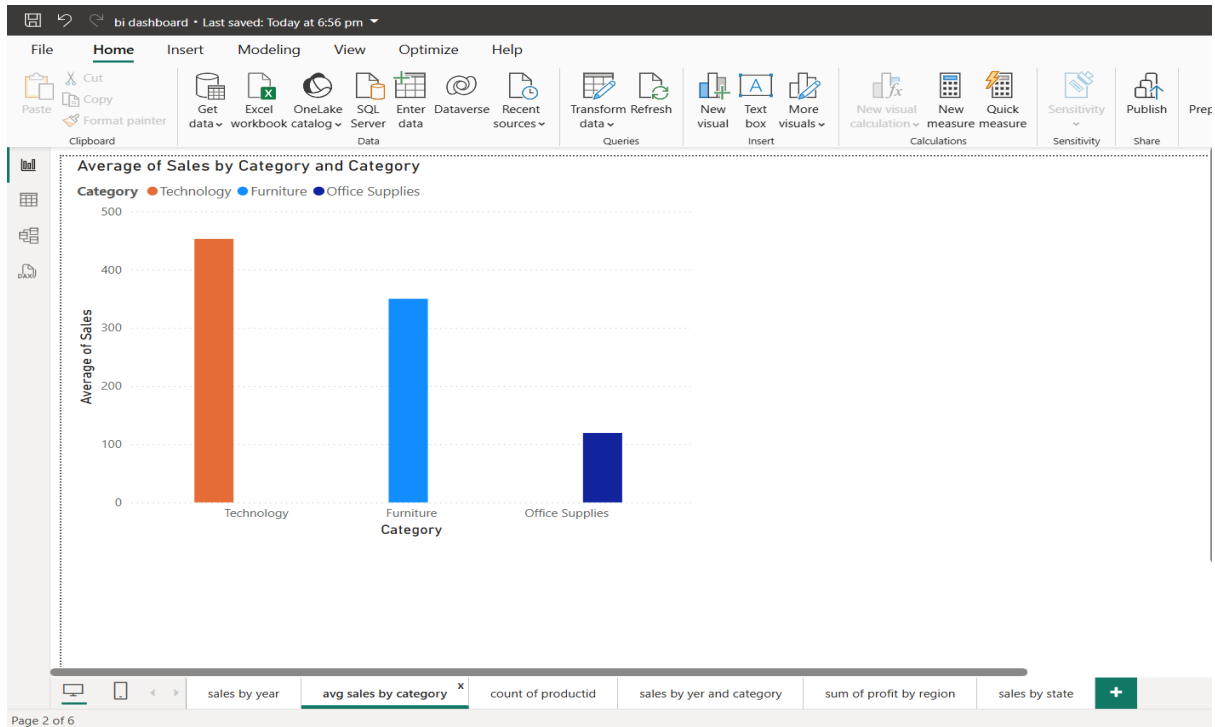 bi dashboard • Last saved: Today at 6:56 pm
File Home Insert Modeling View Optimize Help
Paste
Cut
Copy
Format painter
Clipboard
Get data
Excel workbook
OneLake catalog
SQL Server
Enter data
Dataverse
Recent sources
Data
Transform data
Refresh
Queries
New visual
Text box
More visuals
Insert
New visual calculation
New measure
Quick measure
Calculations
Sensitivity
Sensitivity
Publish
Share
Prep
DAX
Average of Sales by Category and Category
Category Technology Furniture Office Supplies
500
400
300
200
100
0
Average of Sales
Technology Furniture Office Supplies
Category
sales by year avg sales by category x count of productid sales by yer and category sum of profit by region sales by state +
Page 2 of 6